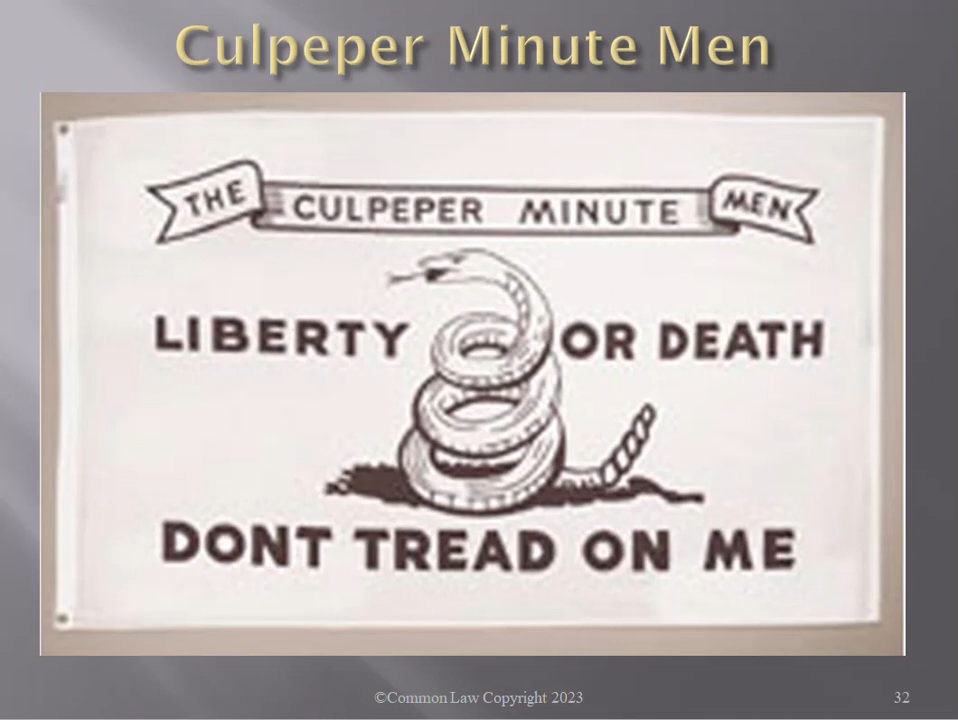 Culpeper Minute Men
THE CULPEPER MINUTE MEN
LIBERTY OR DEATH
DONT TREAD ON ME
©Common Law Copyright 2023 32